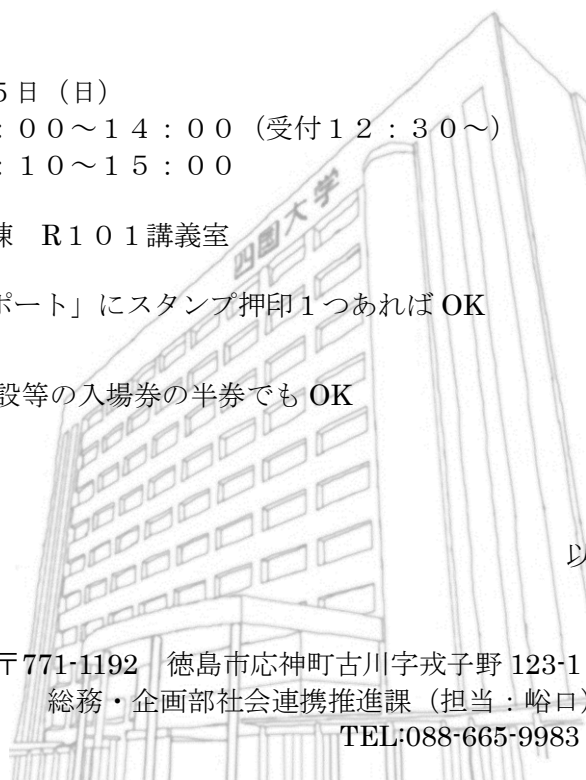 5日（日）
：００～１４：００（受付１２：３０～）
：１０～１５：００
棟　R１０１講義室
四国大学
ポート」にスタンプ押印１つあれば OK
設等の入場券の半券でも OK
以
〒771-1192　徳島市応神町古川字戎子野 123-1
総務・企画部社会連携推進課（担当：峪口）
TEL:088-665-9983